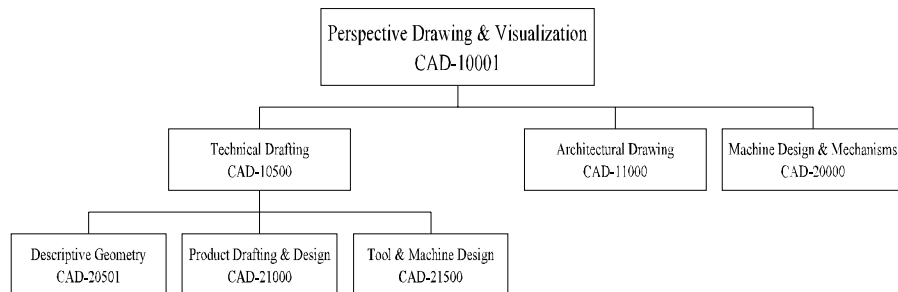 Perspective Drawing & Visualization
CAD-10001
Technical Drafting
CAD-10500
Architectural Drawing
CAD-11000
Machine Design & Mechanisms
CAD-20000
Descriptive Geometry
CAD-20501
Product Drafting & Design
CAD-21000
Tool & Machine Design
CAD-21500